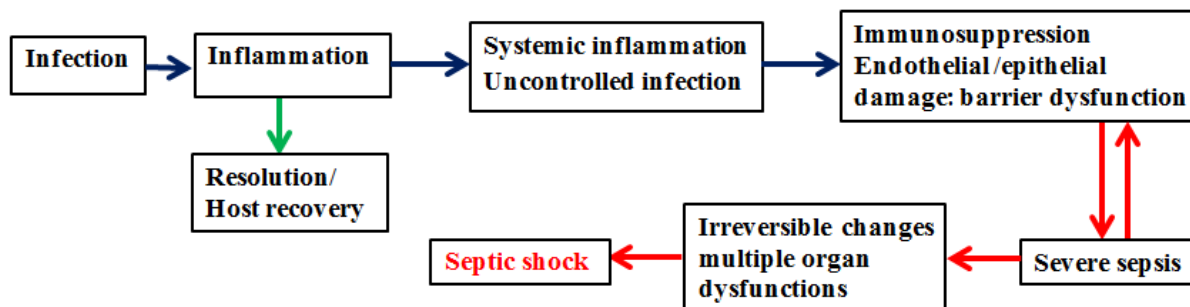 Infection
Inflammation
Systemic inflammation
Uncontrolled infection
Immunosuppression
Endothelial/epithelial
damage: barrier dysfunction
Resolution/
Host recovery
Septic shock
Irreversible changes
multiple organ
dysfunctions
Severe sepsis